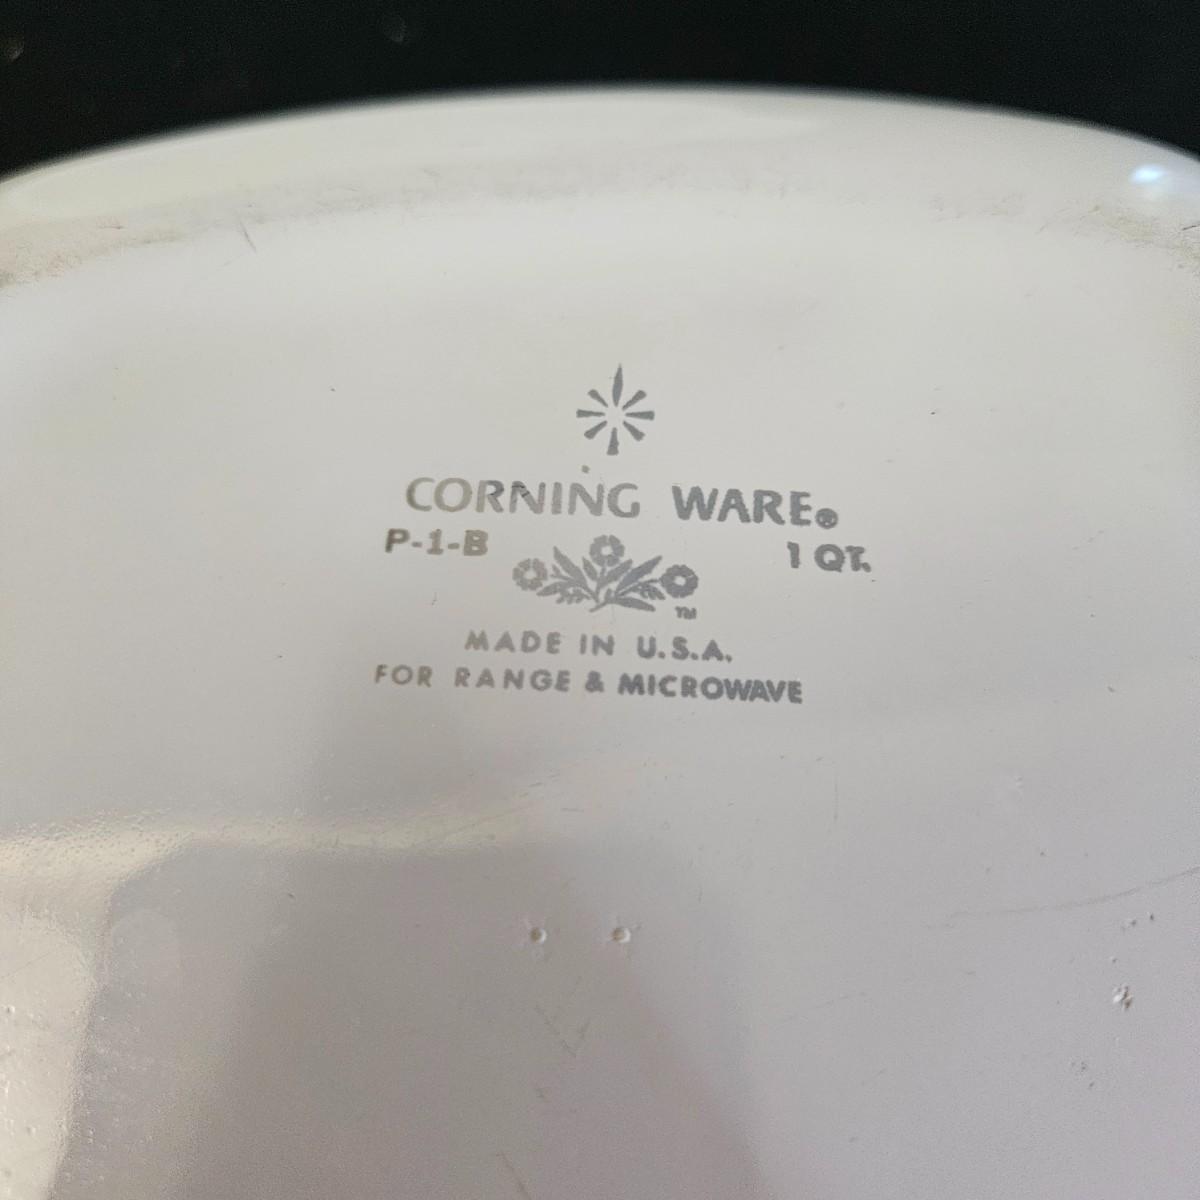 CORNING WARE®
P-1-B 1 QT.
TM
MADE IN U.S.A.
FOR RANGE & MICROWAVE